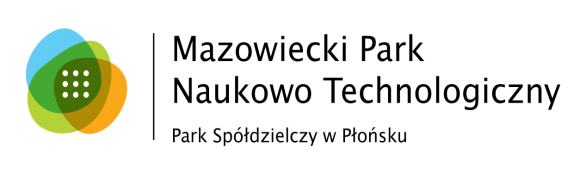 Mazowiecki Park
Naukowo Technologiczny
Park Spółdzielczy w Płońsku